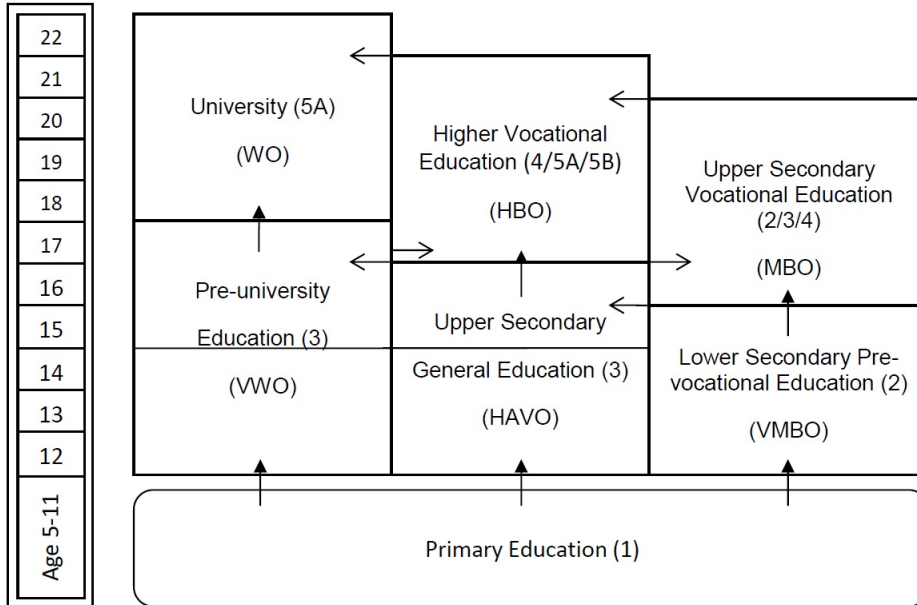 22
21
20
19
18
17
16
15
14
13
12
Age 5-11
University (5A)
(WO)
Higher Vocational
Education (4/5A/5B)
(HBO)
Upper Secondary
Vocational Education
(2/3/4)
(MBO)
Pre-university
Education (3)
(VWO)
Upper Secondary
General Education (3)
(HAVO)
Lower Secondary Pre-
vocational Education (2)
(VMBO)
Primary Education (1)